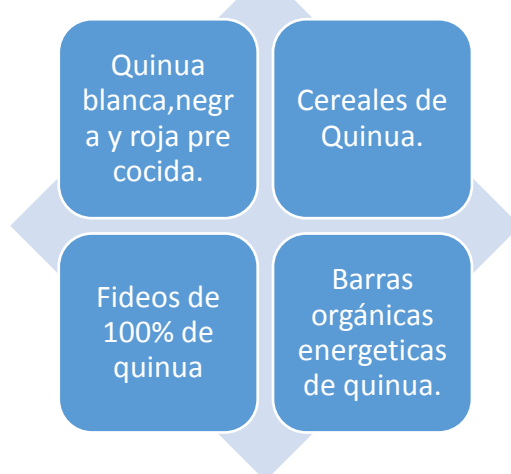 Quinua
blanca,negr
a y roja pre
cocida.
Cereales de
Quinua.
Fideos de
100% de
quinua
Barras
orgánicas
energeticas
de quinua.